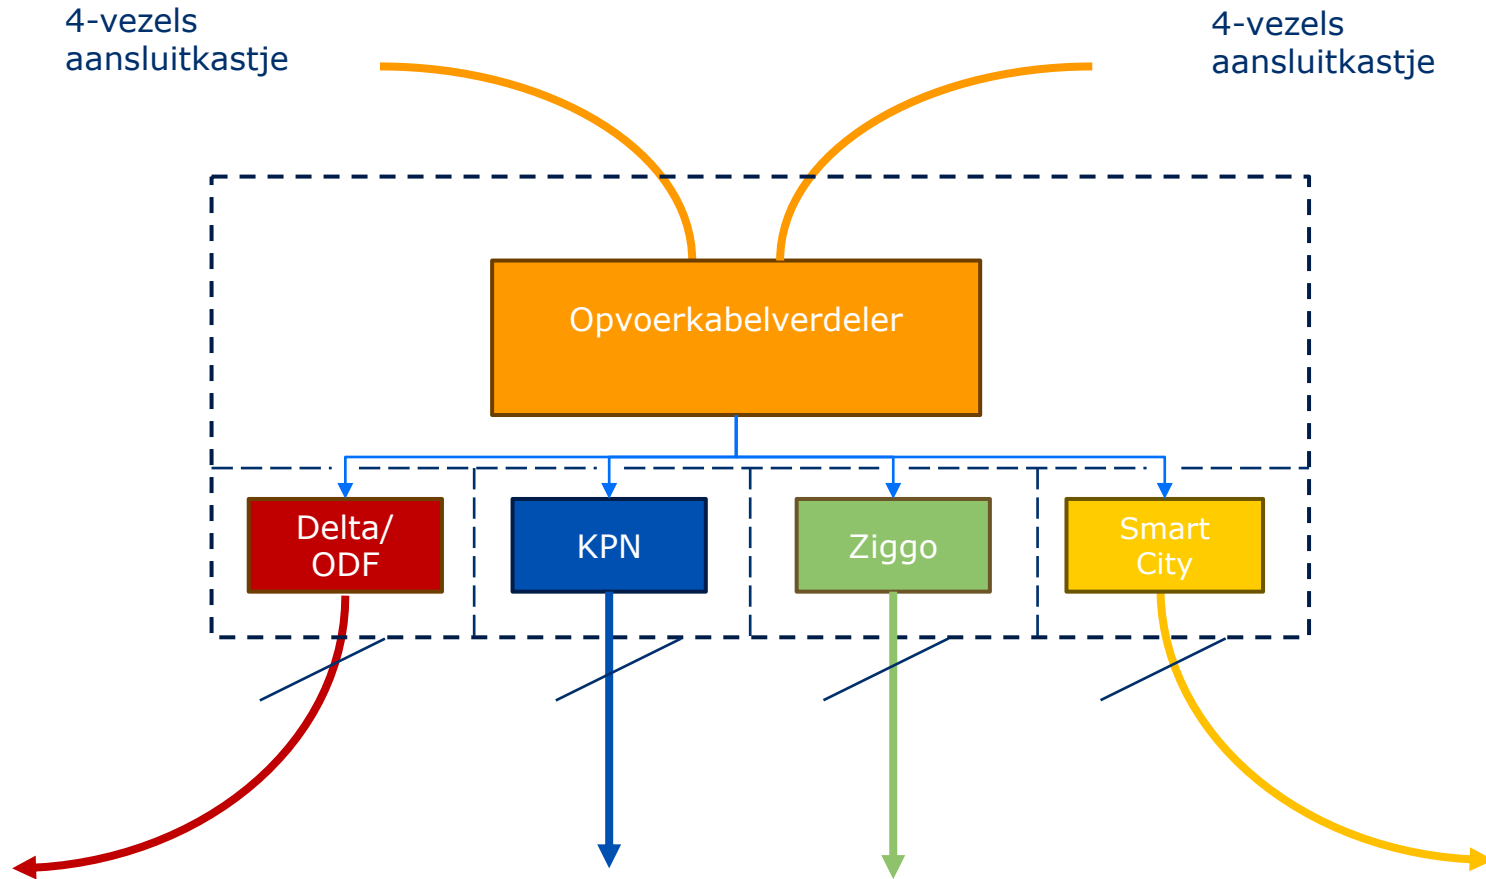 4-vezels
aansluitkastje
4-vezels
aansluitkastje
Opvoerkabelverdeler
Delta/
ODF
KPN
Ziggo
Smart
City